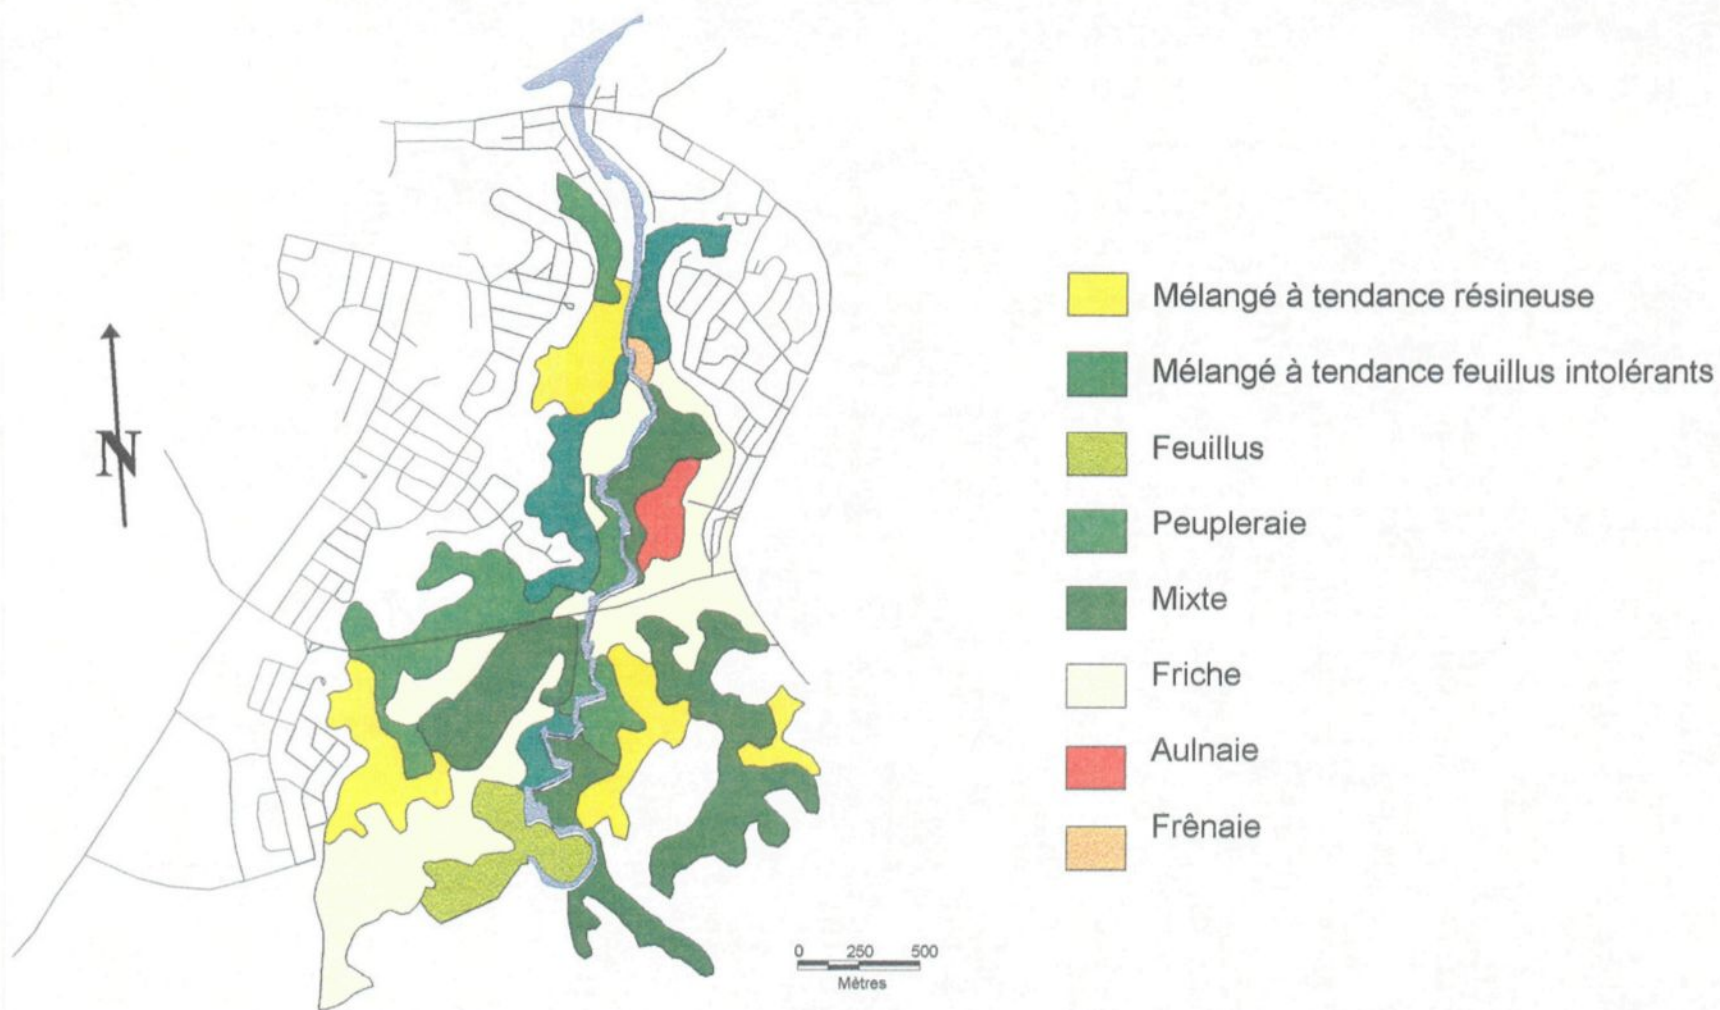 N
Mélangé à tendance résineuse
Mélangé à tendance feuillus intolérants
Feuillus
Peupleraie
Mixte
Friche
Aulnaie
Frênaie
0 250 500
Mètres